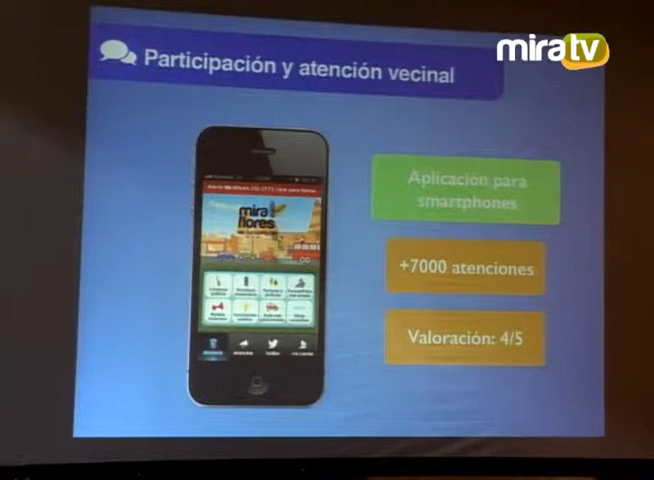 miratv
Participación y atención vecinal
Aplicación para
smartphones
+7000 atenciones
Valoración: 4/5
mira
flores